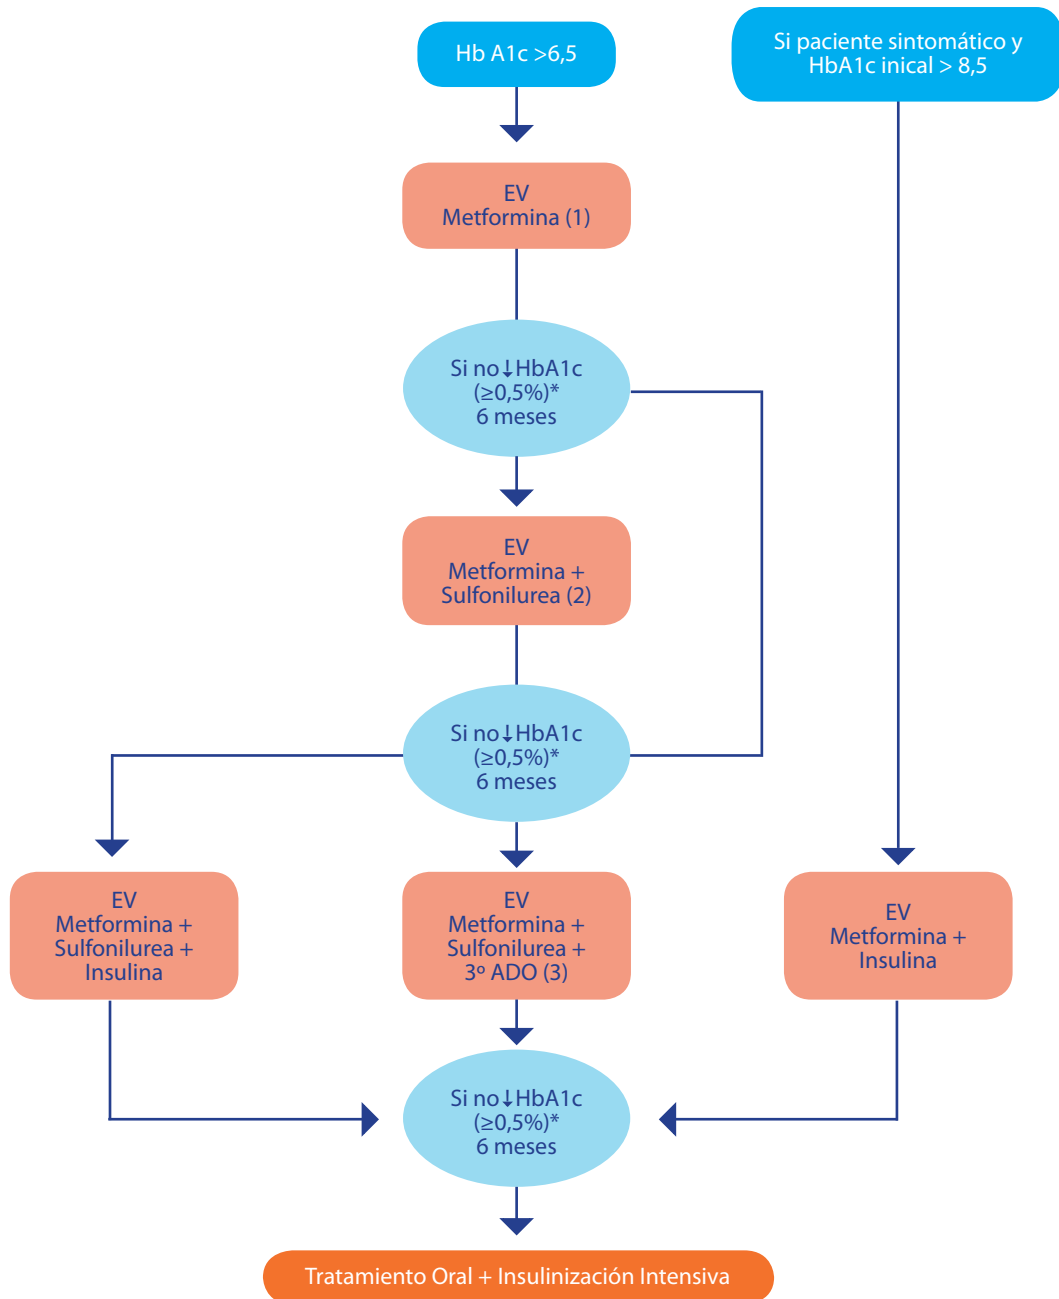 Hb A1c >6,5
Si paciente sintomático y
HbA1c inical > 8,5
EV
Metformina (1)
Si no↓HbA1c
(≥0,5%)*
6 meses
EV
Metformina +
Sulfonilurea (2)
Si no↓HbA1c
(≥0,5%)*
6 meses
EV
Metformina +
Sulfonilurea +
Insulina
EV
Metformina +
Sulfonilurea +
3º ADO (3)
EV
Metformina +
Insulina
Si no↓HbA1c
(≥0,5%)*
6 meses
Tratamiento Oral + Insulinización Intensiva